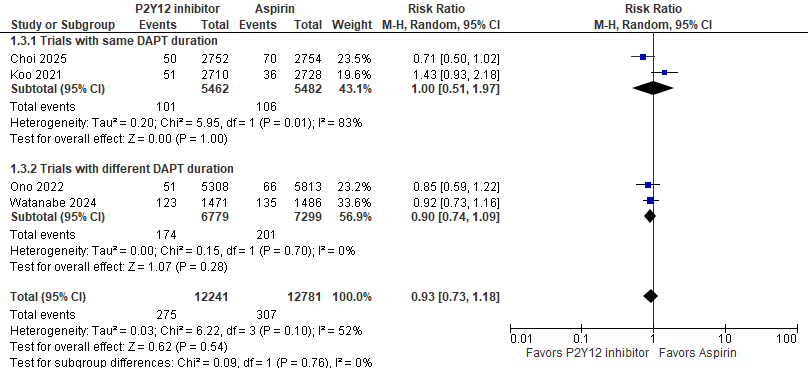 P2Y12 inhibitor Aspirin Risk Ratio Risk Ratio
Study or Subgroup Events Total Events Total Weight M-H, Random, 95% CI M-H, Random, 95% CI
1.3.1 Trials with same DAPT duration
Choi 2025 50 2752 70 2754 23.5% 0.71 [0.50, 1.02]
Koo 2021 51 2710 36 2728 19.6% 1.43 [0.93, 2.18]
Subtotal (95% CI) 5462 5482 43.1% 1.00 [0.51, 1.97]
Total events 101 106
Heterogeneity: Tau² = 0.20; Chi² = 5.95, df = 1 (P = 0.01); I² = 83%
Test for overall effect: Z = 0.00 (P = 1.00)
1.3.2 Trials with different DAPT duration
Ono 2022 51 5308 66 5813 23.2% 0.85 [0.59, 1.22]
Watanabe 2024 123 1471 135 1486 33.6% 0.92 [0.73, 1.16]
Subtotal (95% CI) 6779 7299 56.9% 0.90 [0.74, 1.09]
Total events 174 201
Heterogeneity: Tau² = 0.00; Chi² = 0.15, df = 1 (P = 0.70); I² = 0%
Test for overall effect: Z = 1.07 (P = 0.28)
Total (95% CI) 12241 12781 100.0% 0.93 [0.73, 1.18]
Total events 275 307
Heterogeneity: Tau² = 0.03; Chi² = 6.22, df = 3 (P = 0.10); I² = 52%
Test for overall effect: Z = 0.62 (P = 0.54)
Test for subgroup differences: Chi² = 0.09, df = 1 (P = 0.76), I² = 0%
0.01 0.1 1 10 100
Favors P2Y12 inhibitor Favors Aspirin